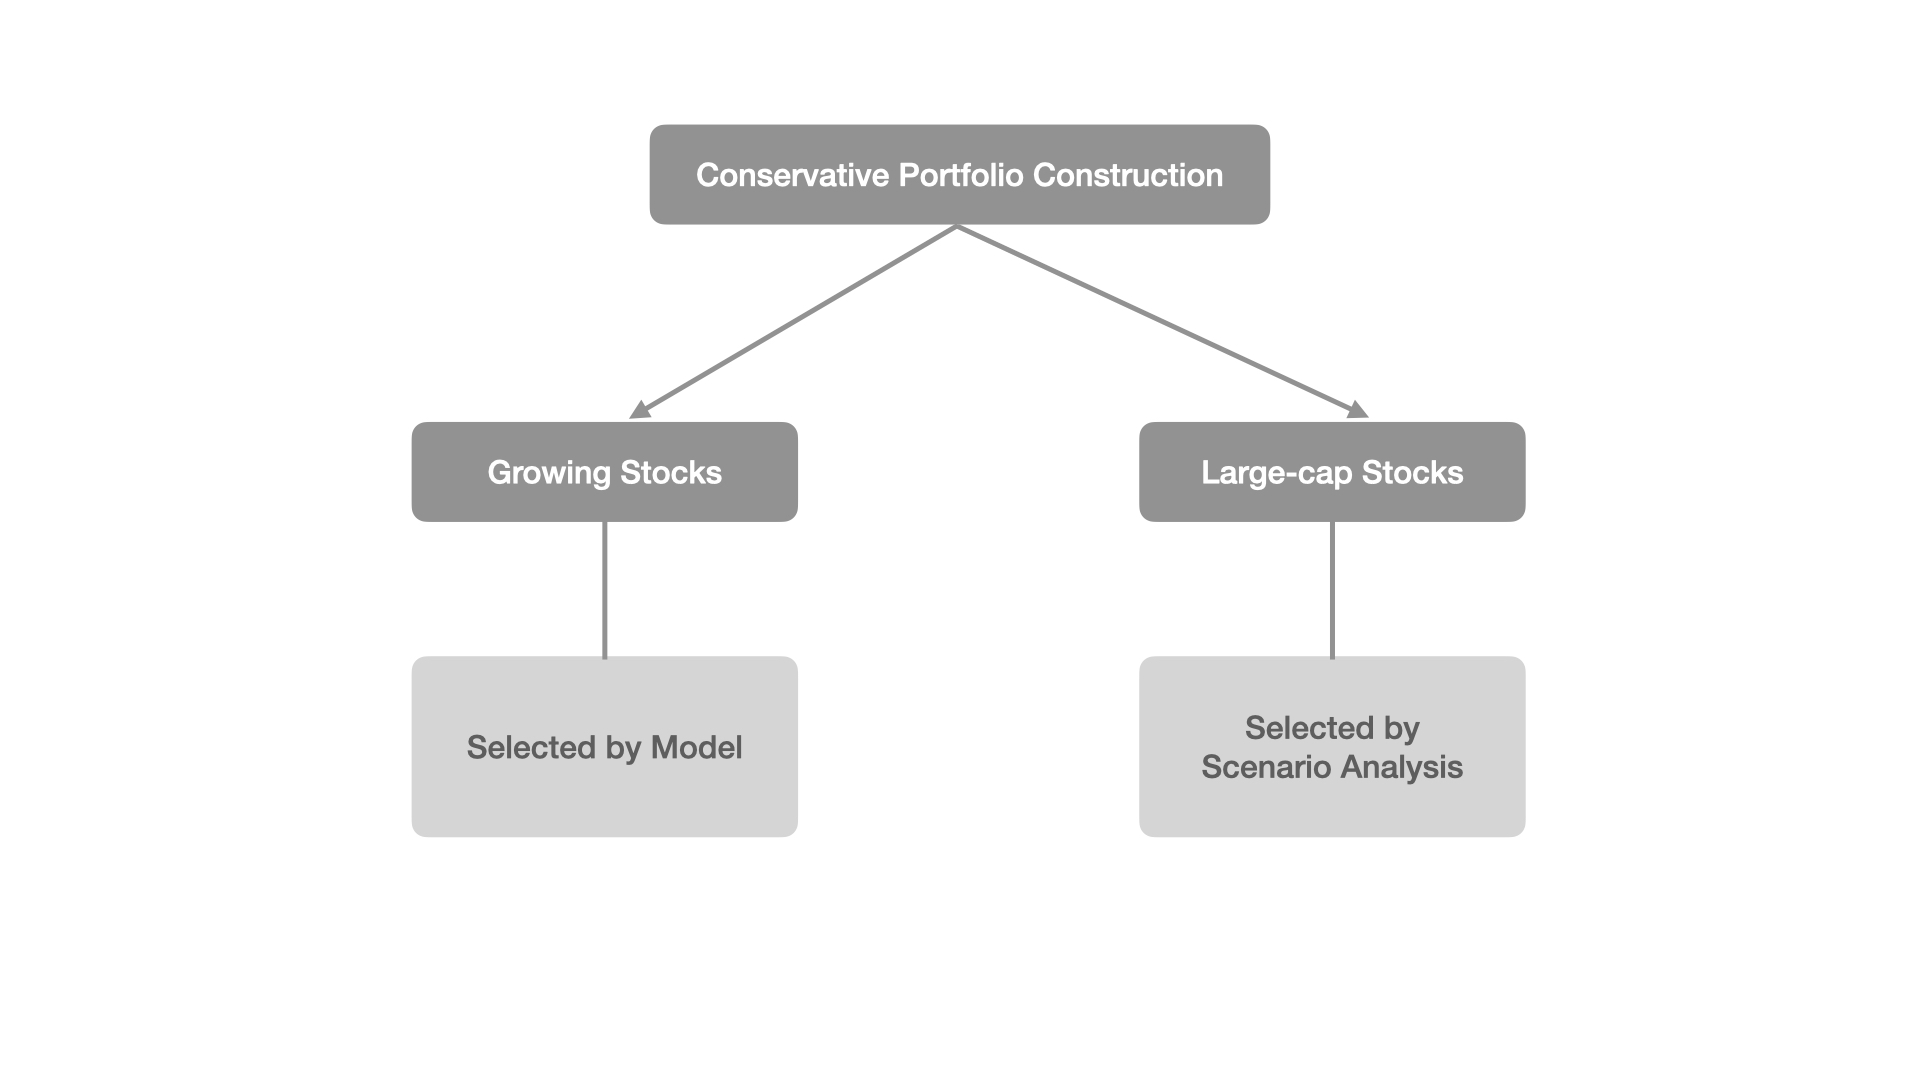 Conservative Portfolio Construction
Growing Stocks
Large-cap Stocks
Selected by Model
Selected by
Scenario Analysis